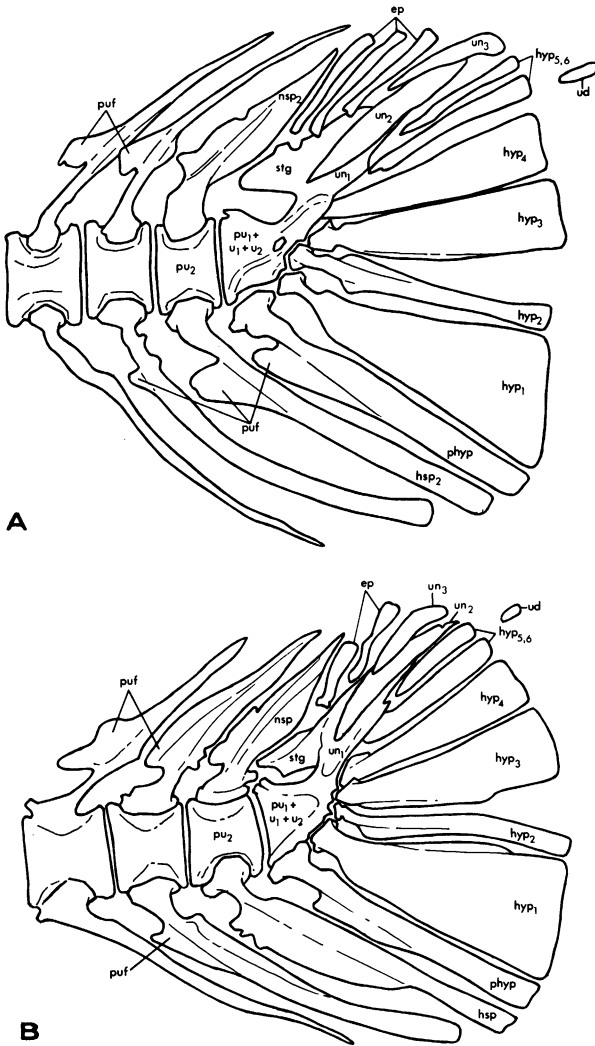 ep
un3
hyp5,6
ud
puf
nsp2
un2
stg
un1
hyp4
hyp3
pu1+
u1+u2
pu2
hyp2
hyp1
puf
phyp
hsp2
A
ep
un3
un2
ud
hyp5,6
puf
hyp4
nsp
stg
un1
hyp3
pu1+
u1+u2
pu2
hyp2
hyp1
puf
phyp
hsp
B